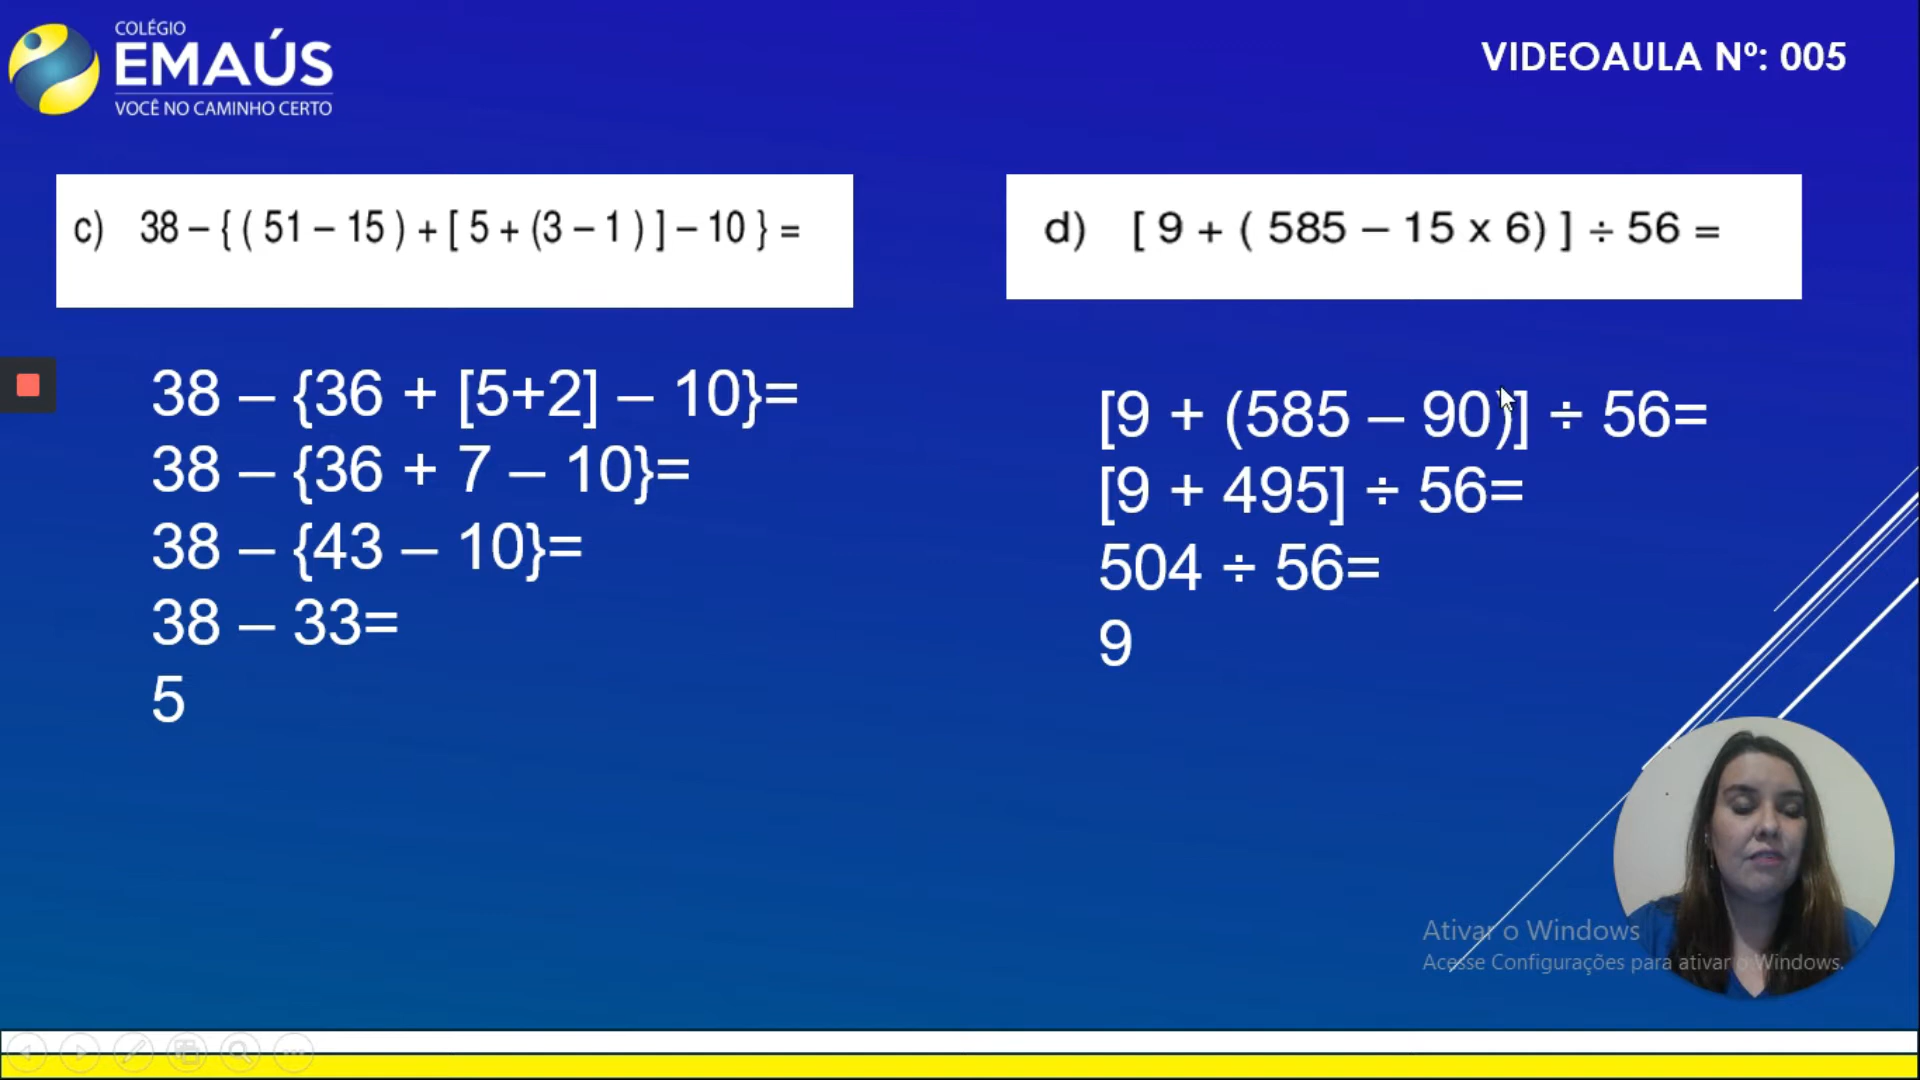 COLÉGIO
EMAÚS
VOCÊ NO CAMINHO CERTO
VIDEOAULA Nº: 005
c) 38 – { ( 51 – 15 ) + [ 5 + (3 – 1 ) ] – 10 } =
38 – {36 + [5+2] – 10}=
38 – {36 + 7 – 10}=
38 – {43 – 10}=
38 – 33=
5
d) [ 9 + ( 585 – 15 x 6) ] ÷ 56 =
[9 + (585 – 90)] ÷ 56=
[9 + 495] ÷ 56=
504 ÷ 56=
9
Ativar o Windows
Acesse Configurações para ativar o Windows.